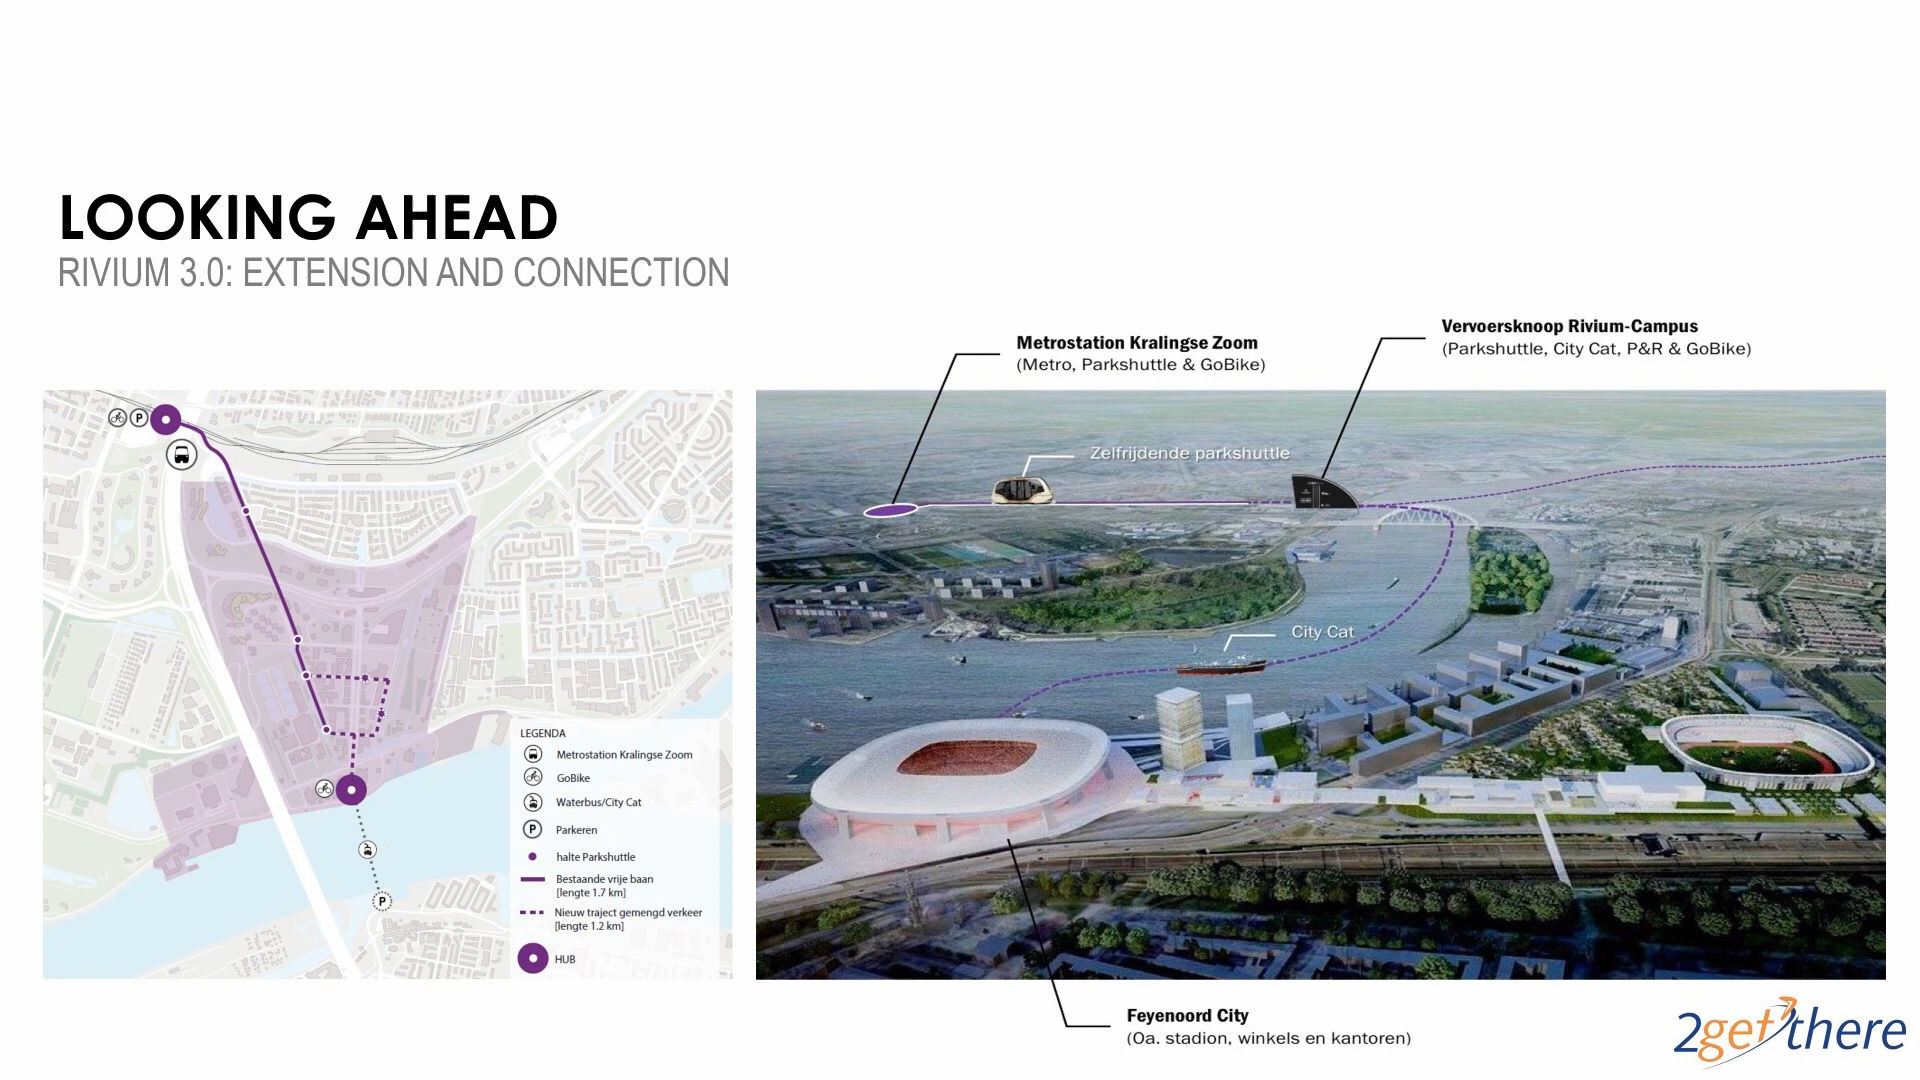 LOOKING AHEAD
RIVIUM 3.0: EXTENSION AND CONNECTION
Metrostation Kralingse Zoom
(Metro, Parkshuttle & GoBike)
Vervoersknoop Rivium-Campus
(Parkshuttle, City Cat, P&R & GoBike)
P
Zelfrijdende parkshuttle
City Cat
LEGENDA
Metrostation Kralingse Zoom
GoBike
Waterbus/City Cat
P Parkeren
halte Parkshuttle
Bestaande vrije baan
[lengte 1.7 km]
P
Nieuw traject gemengd verkeer
[lengte 1.2 km]
HUB
Feyenoord City
(Oa. stadion, winkels en kantoren)
2getthere